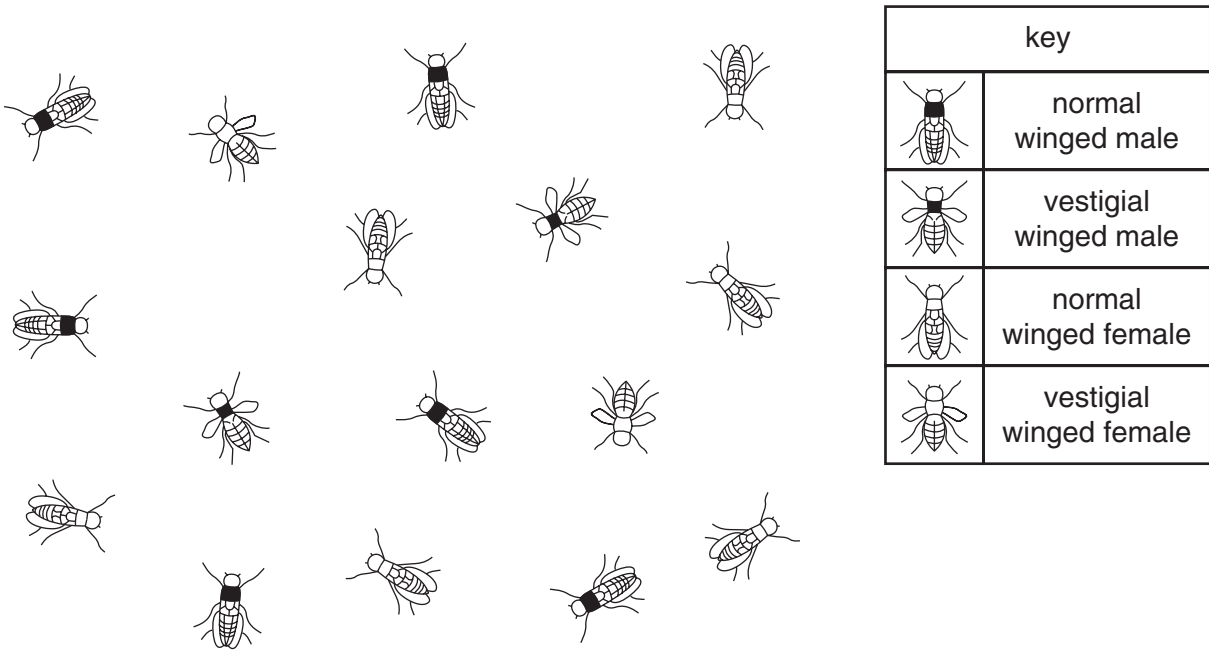 key
normal
winged male
vestigial
winged male
normal
winged female
vestigial
winged female